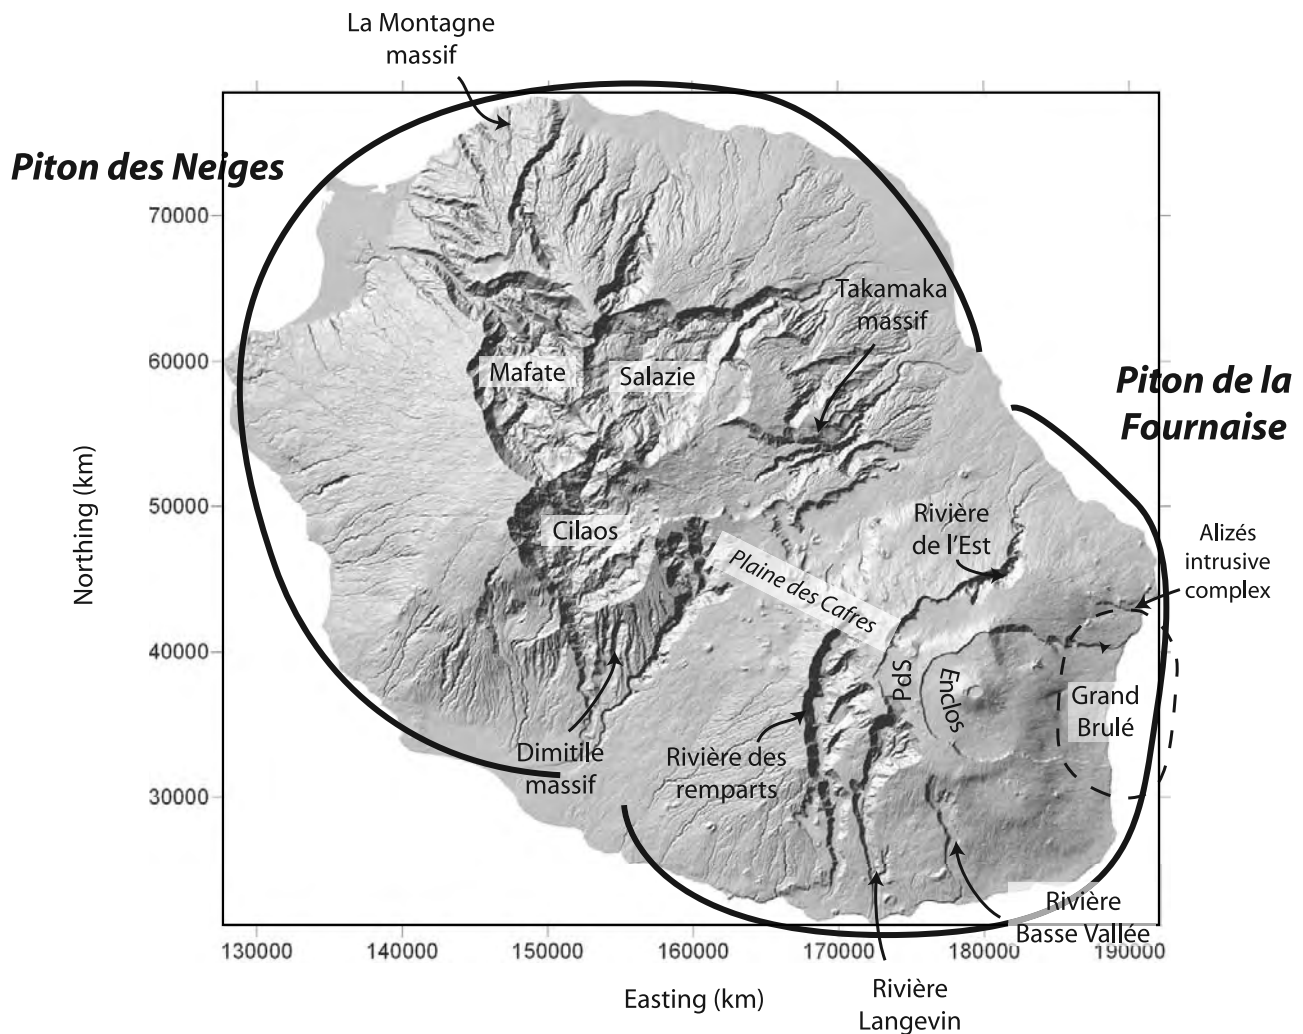 La Montagne
massif
Piton des Neiges
70000
Takamaka
massif
60000
Mafate
Salazie
Piton de la
Fournaise
Northing (km)
50000
Cilaos
Rivière
de l'Est
Alizés
intrusive
complex
Plaine des Cafres
40000
PdS
Enclos
Grand
Brulé
Dimitile
massif
Rivière des
remparts
30000
Rivière
Basse Vallée
130000
140000
150000
160000
170000
180000
190000
Easting (km)
Rivière
Langevin